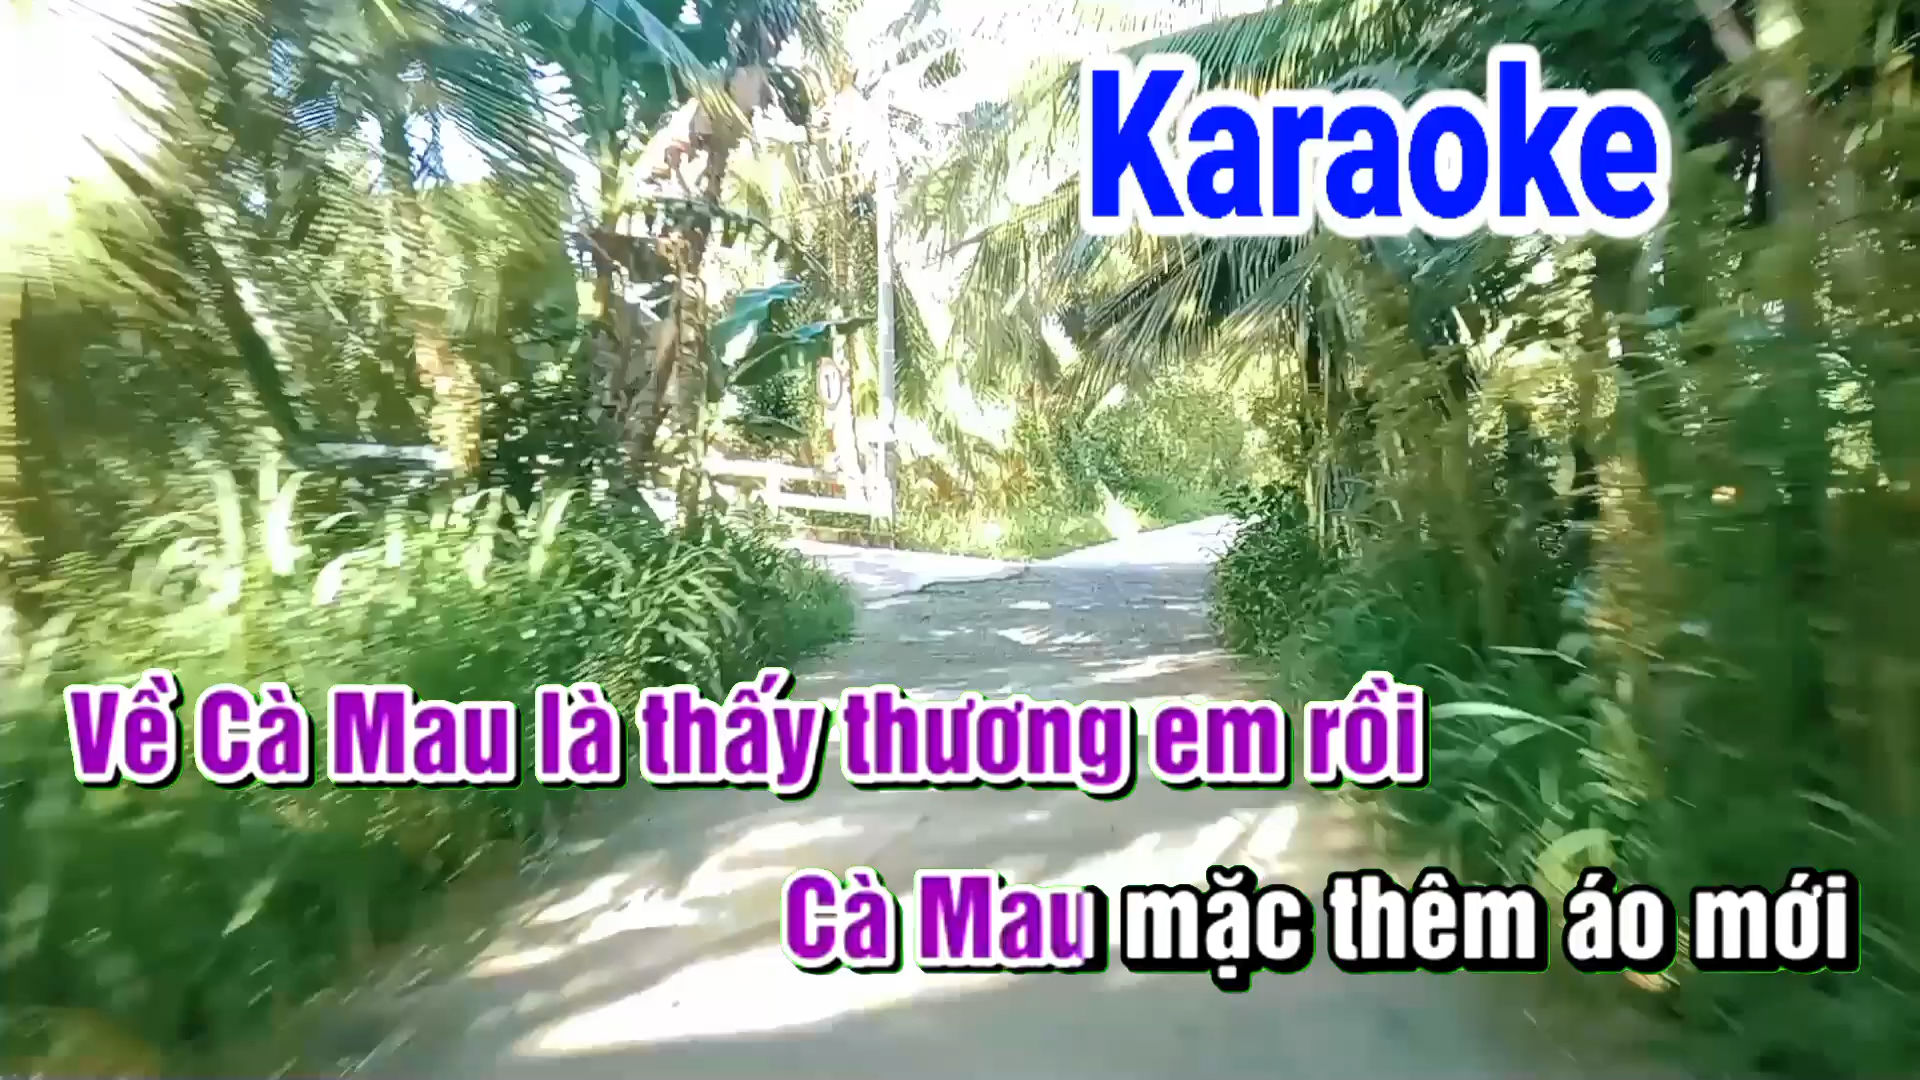 Karaoke
Về Cà Mau là thấy thương em rồi
Cà Mau mặc thêm áo mới